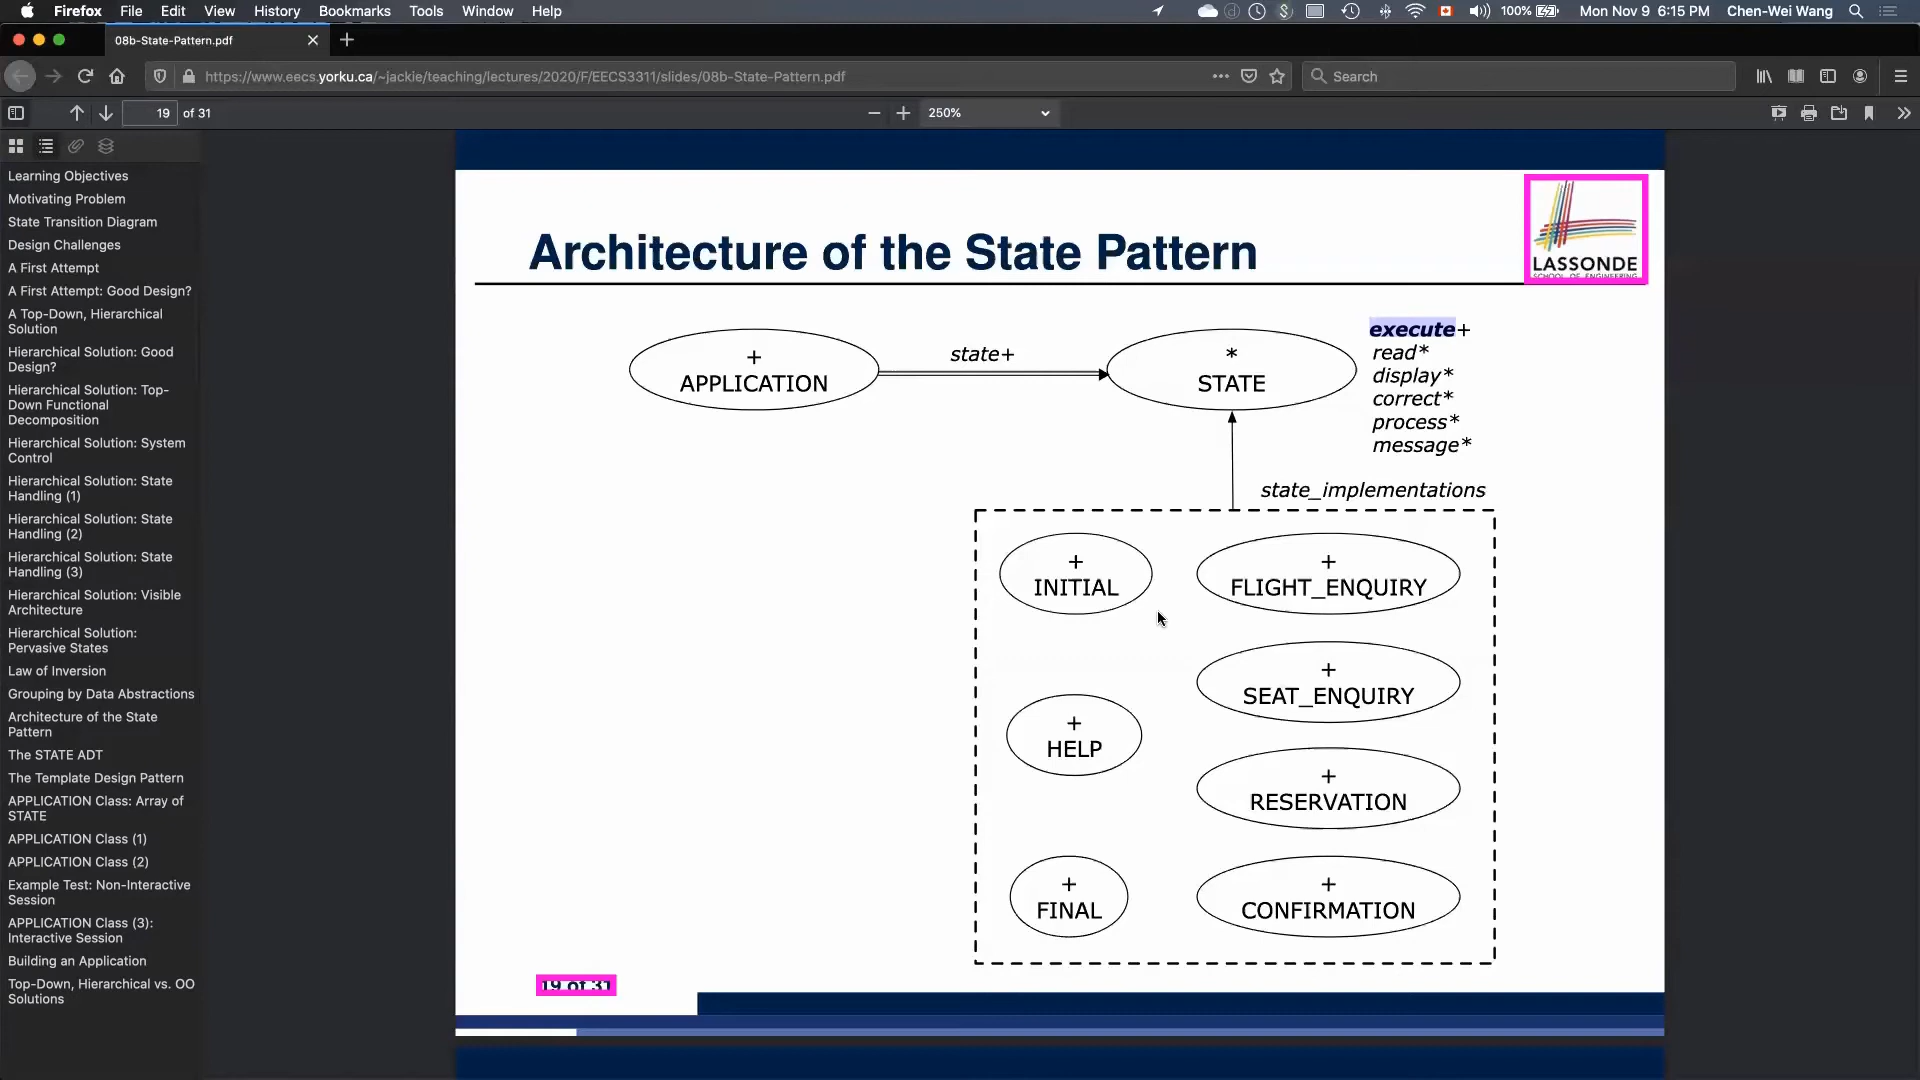 Firefox File Edit View History Bookmarks Tools Window Help 100% Mon Nov 9 6:15 PM Chen-Wei Wang
08b-State-Pattern.pdf
https://www.eecs.yorku.ca/~jackie/teaching/lectures/2020/F/EECS3311/slides/08b-State-Pattern.pdf
Search
19 of 31
250%
Learning Objectives
Motivating Problem
State Transition Diagram
Design Challenges
A First Attempt
A First Attempt: Good Design?
A Top-Down, Hierarchical
Solution
Hierarchical Solution: Good
Design?
Hierarchical Solution: Top-
Down Functional
Decomposition
Hierarchical Solution: System
Control
Hierarchical Solution: State
Handling (1)
Hierarchical Solution: State
Handling (2)
Hierarchical Solution: State
Handling (3)
Hierarchical Solution: Visible
Architecture
Hierarchical Solution:
Pervasive States
Law of Inversion
Grouping by Data Abstractions
Architecture of the State
Pattern
The STATE ADT
The Template Design Pattern
APPLICATION Class: Array of
STATE
APPLICATION Class (1)
APPLICATION Class (2)
Example Test: Non-Interactive
Session
APPLICATION Class (3):
Interactive Session
Building an Application
Top-Down, Hierarchical vs. OO
Solutions
Architecture of the State Pattern
LASSONDE
SCHOOL OF ENGINEERING
+
APPLICATION
state+
*
STATE
execute+
read*
display*
correct*
process*
message*
state_implementations
+
INITIAL
+
FLIGHT_ENQUIRY
+
SEAT_ENQUIRY
+
HELP
+
RESERVATION
+
FINAL
+
CONFIRMATION
19 of 31